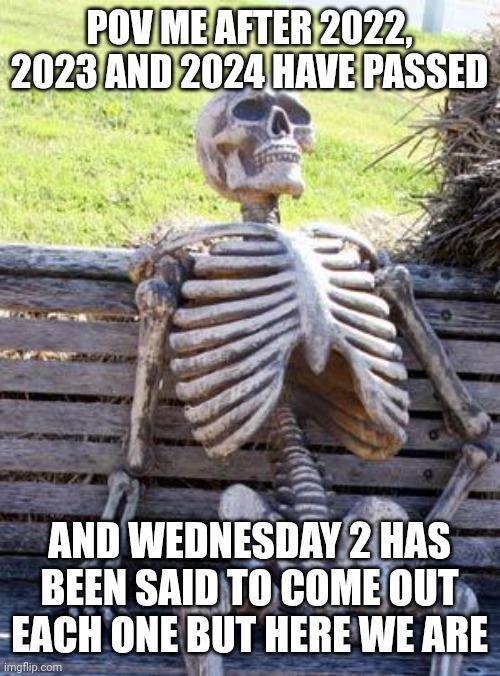 POV ME AFTER 2022,
2023 AND 2024 HAVE PASSED
AND WEDNESDAY 2 HAS
BEEN SAID TO COME OUT
EACH ONE BUT HERE WE ARE
imgflip.com